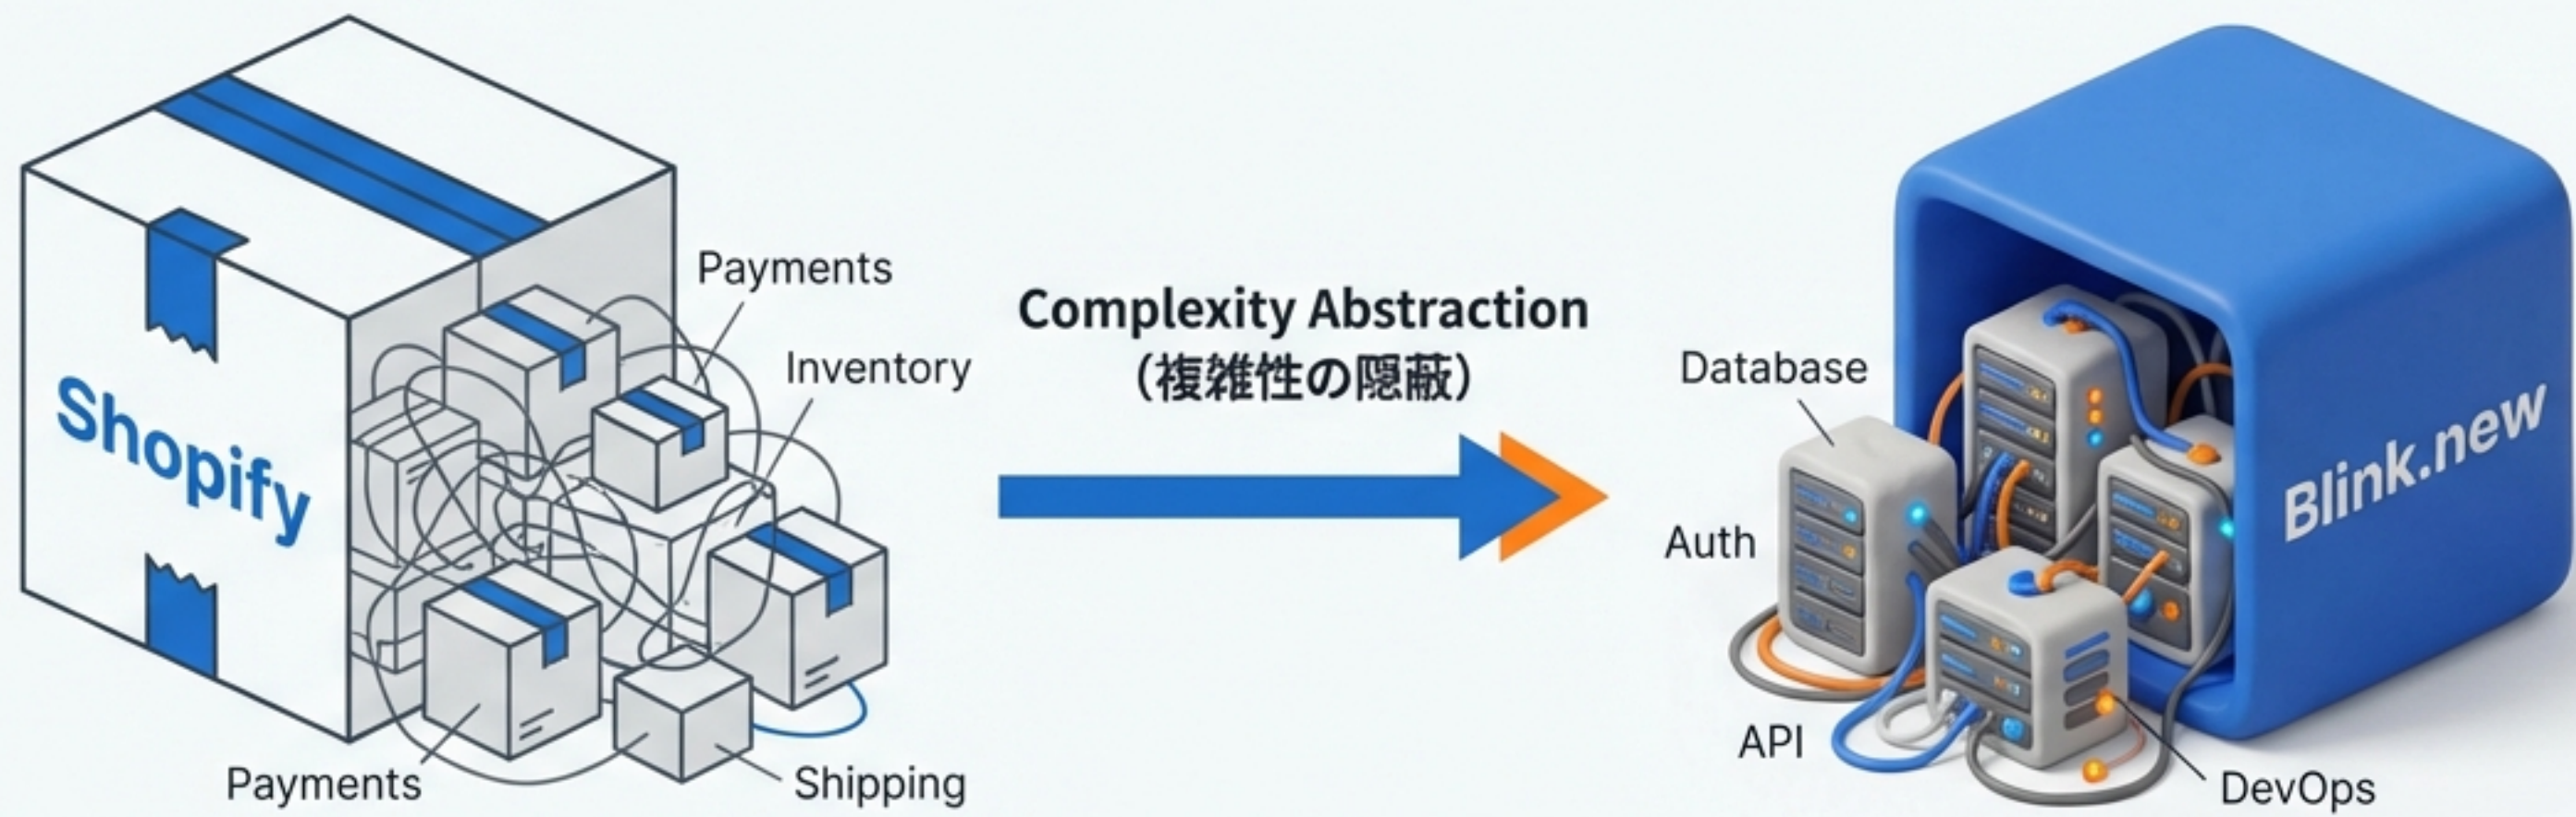 Shopify
Payments
Inventory
Payments
Shipping
Complexity Abstraction
（複雑性の隠蔽）
Database
Auth
API
DevOps
Blink.new